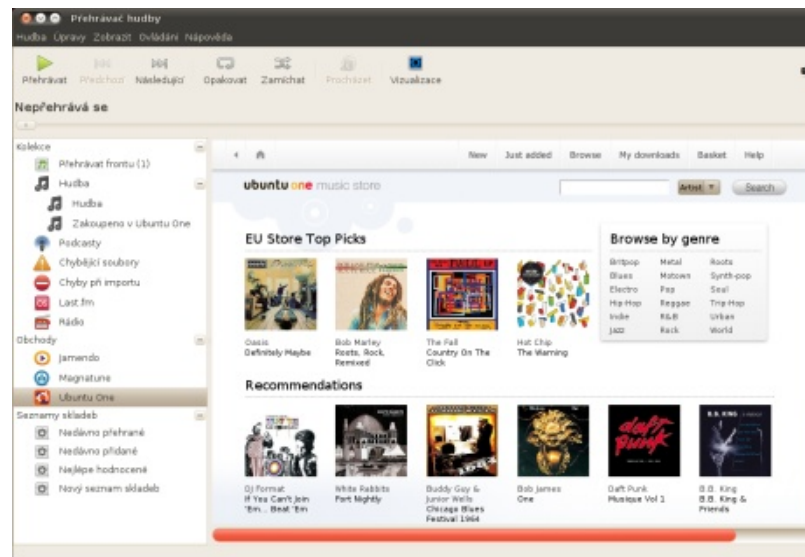 Přehrávač hudby
Hudba Úpravy Zobrazit Ovládání Nápověda
Přehrávat Předchozí Následující Opakovat Zamíchat Procházet Vizualizace
Nepřehrává se
Kolekce
Přehrávat frontu (1)
Hudba
Hudba
Zakoupeno v Ubuntu One
Podcasty
Chybějící soubory
Chyby při importu
Last.fm
Rádio
Obchody
Jamendo
Magnatune
Ubuntu One
Seznamy skladeb
Nedávno přehrané
Nedávno přidané
Nejlépe hodnocené
Nový seznam skladeb
New Just added Browse My downloads Basket Help
ubuntu one music store
Artist Search
EU Store Top Picks
Oasis
Definitely Maybe
Bob Marley
Roots, Rock,
Remixed
The Fall
Country On The
Click
Hot Chip
The Warning
Browse by genre
Britpop Metal Roots
Blues Motown Synth-pop
Electro Pop Soul
Hip-Hop Reggae Trip-Hop
Indie R&B Urban
Jazz Rock World
Recommendations
daft
Punk
B.B. KING
DJ Format
If You Can't Join
'Em... Beat 'Em
White Rabbits
Fort Nightly
Buddy Guy &
Junior Wells
Chicago Blues
Festival 1964
Bob James
One
Daft Punk
Musique Vol 1
B.B. King
B.B. King &
Friends